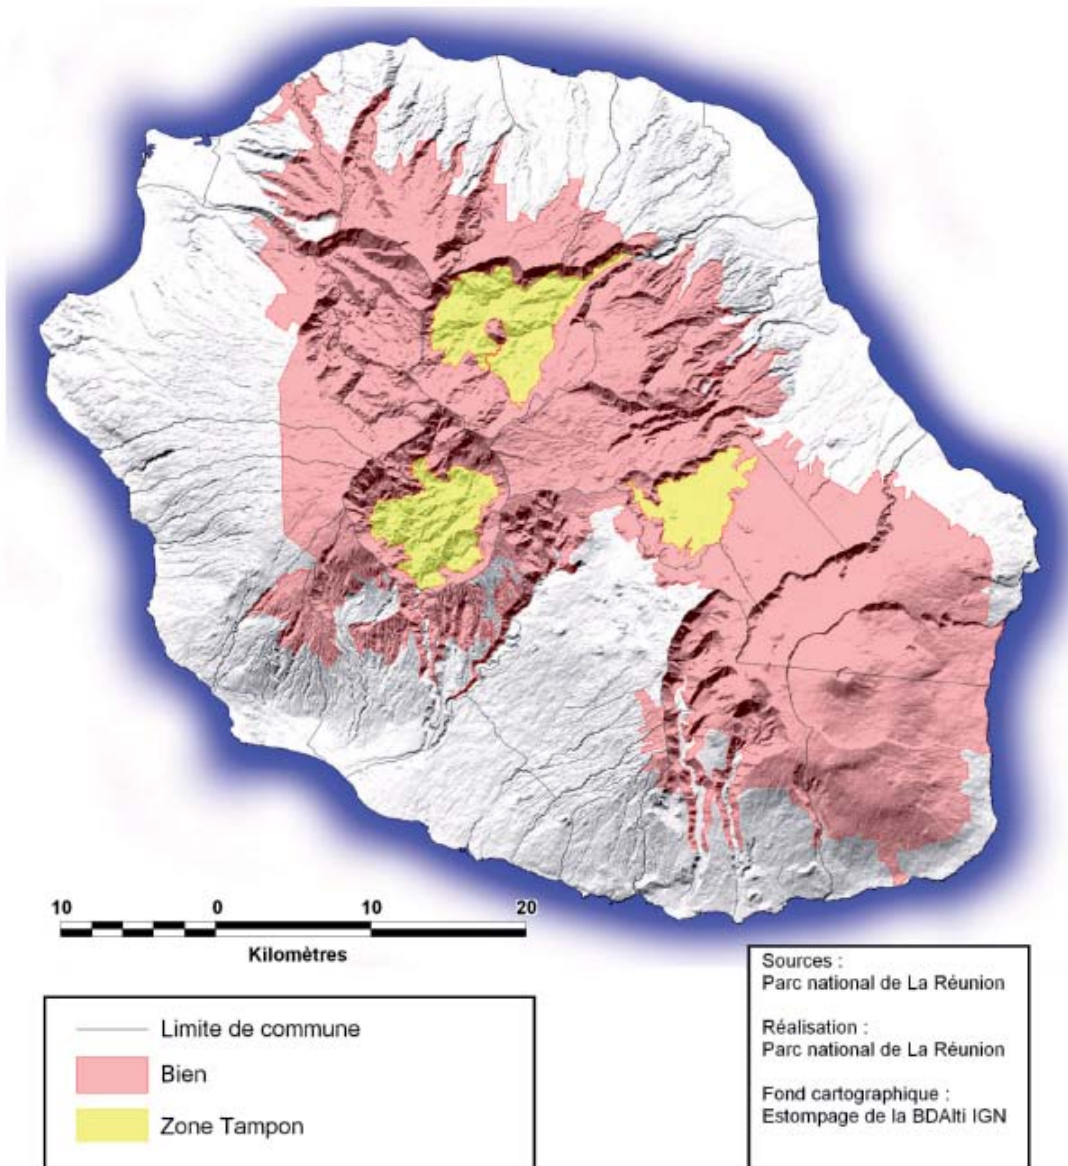 10 0 10 20
Kilomètres
Limite de commune
Bien
Zone Tampon
Sources :
Parc national de La Réunion
Réalisation :
Parc national de La Réunion
Fond cartographique :
Estompage de la BDAlti IGN